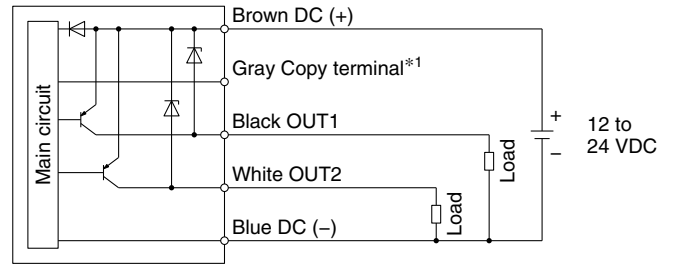 Brown DC (+)
Gray Copy terminal*1
Black OUT1
White OUT2
Blue DC (−)
Main circuit
Load
Load
+
−
12 to
24 VDC